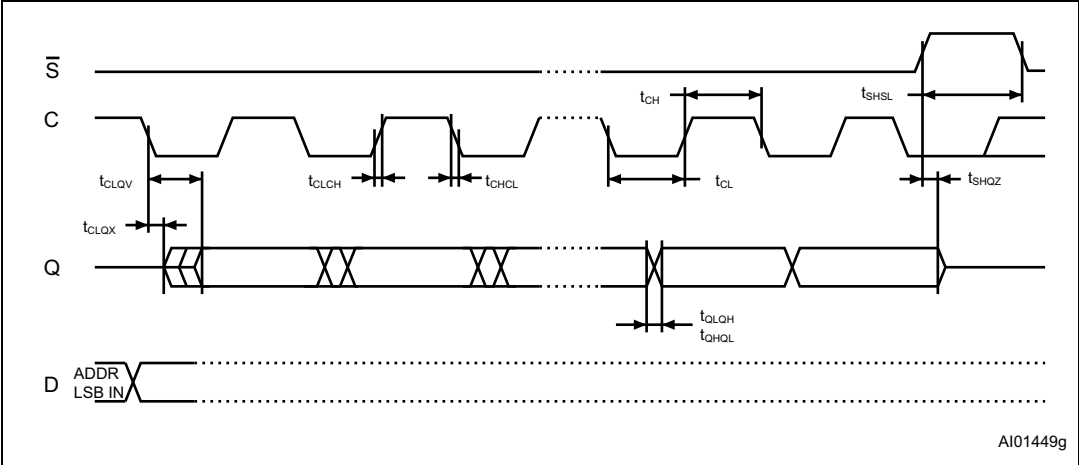 S̅
tCH
tSHSL
C
tCLQV
tCLCH
tCHCL
tCL
tSHQZ
tCLQX
Q
tQLQH
tQHQL
D
ADDR
LSB IN
AI01449g